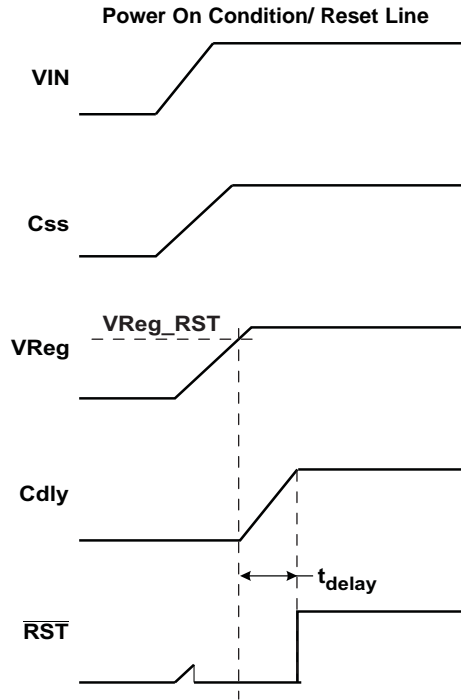 Power On Condition/ Reset Line
VIN
Css
VReg_RST
VReg
Cdly
tdelay
RST